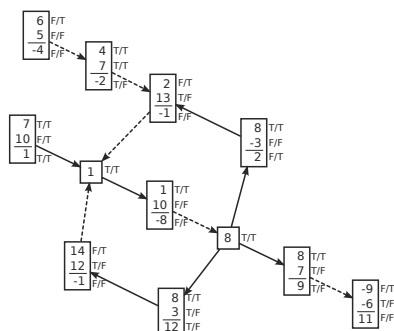 6 F/T
5 F/F
-4 F/F
4 T/T
7 T/T
-2 T/F
2 F/T
13 T/F
-1 F/F
8 T/T
-3 F/F
2 F/T
7 T/T
10 F/F
1 T/T
1 T/T
1 T/T
10 F/F
-8 F/F
8 T/T
14 F/T
12 T/F
-1 F/F
8 T/T
3 T/F
12 T/F
8 T/T
7 T/F
9 T/F
-9 F/T
-6 T/F
11 F/F